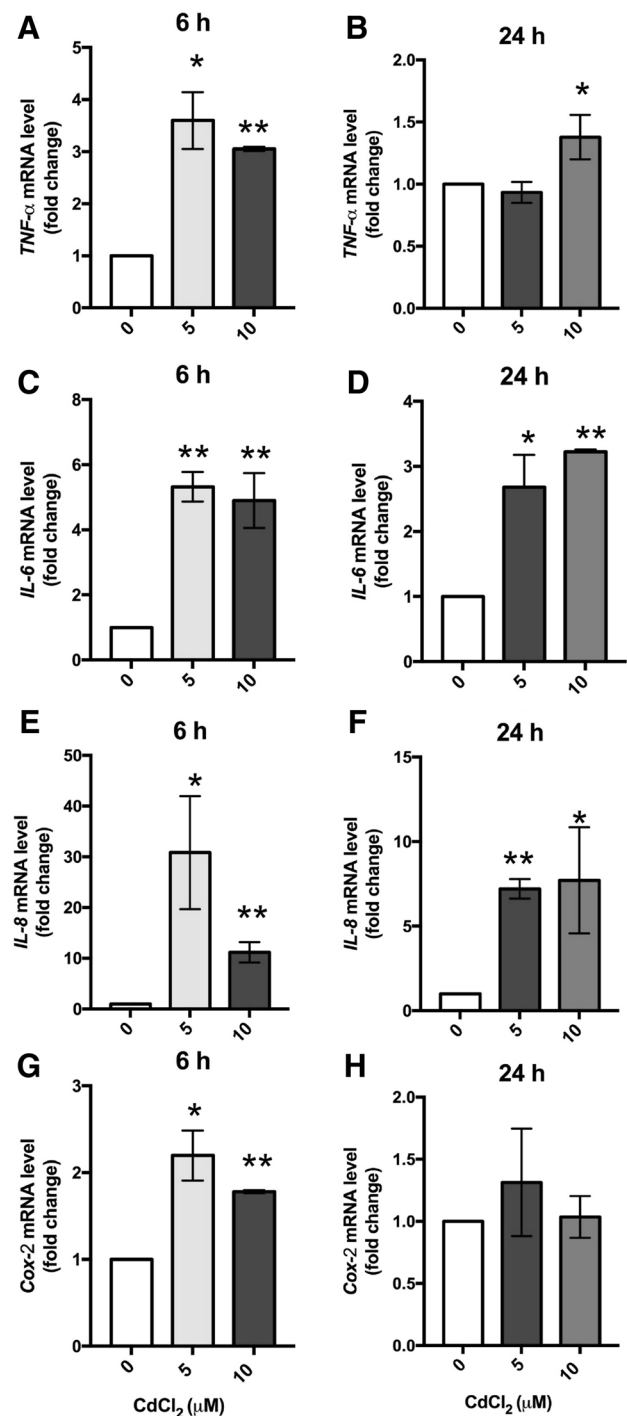 A
6 h
TNF-α mRNA level
(fold change)
5
4
3
2
1
0
*
**
0
5
10
B
24 h
TNF-α mRNA level
(fold change)
2.0
1.5
1.0
0.5
0.0
*
0
5
10
C
6 h
IL-6 mRNA level
(fold change)
8
6
4
2
0
**
**
0
5
10
D
24 h
IL-6 mRNA level
(fold change)
4
3
2
1
0
*
**
0
5
10
E
6 h
IL-8 mRNA level
(fold change)
50
40
30
20
10
0
*
**
0
5
10
F
24 h
IL-8 mRNA level
(fold change)
15
10
5
0
**
*
0
5
10
G
6 h
Cox-2 mRNA level
(fold change)
3
2
1
0
*
**
0
5
10
CdCl₂ (µM)
H
24 h
Cox-2 mRNA level
(fold change)
2.0
1.5
1.0
0.5
0.0
0
5
10
CdCl₂ (µM)